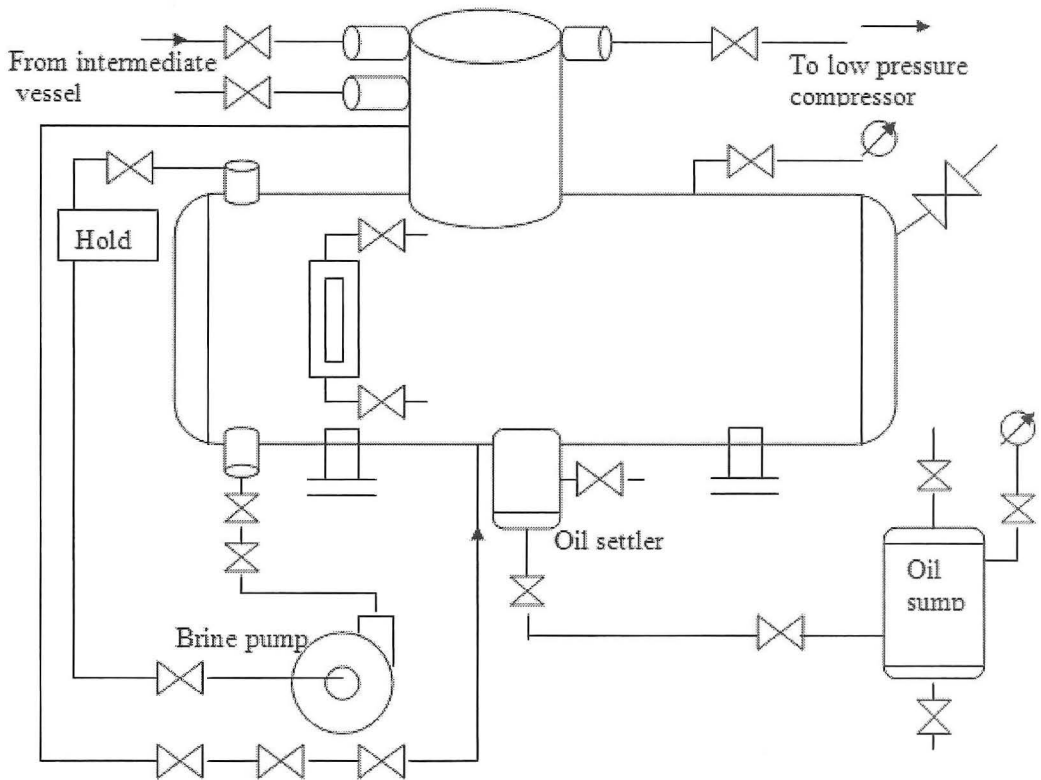 From intermediate
vessel
To low pressure
compressor
Hold
Oil settler
Oil
sump
Brine pump